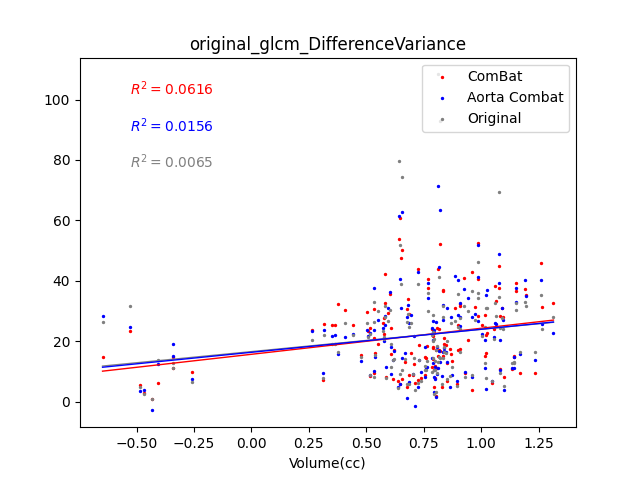 original_glcm_DifferenceVariance
R² = 0.0616
R² = 0.0156
R² = 0.0065
ComBat
Aorta Combat
Original
100
80
60
40
20
0
−0.50 −0.25 0.00 0.25 0.50 0.75 1.00 1.25
Volume(cc)